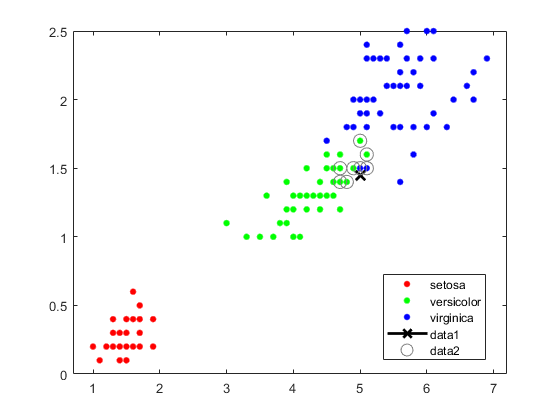 2.5
2
1.5
1
0.5
0
1 2 3 4 5 6 7
setosa
versicolor
virginica
data1
data2